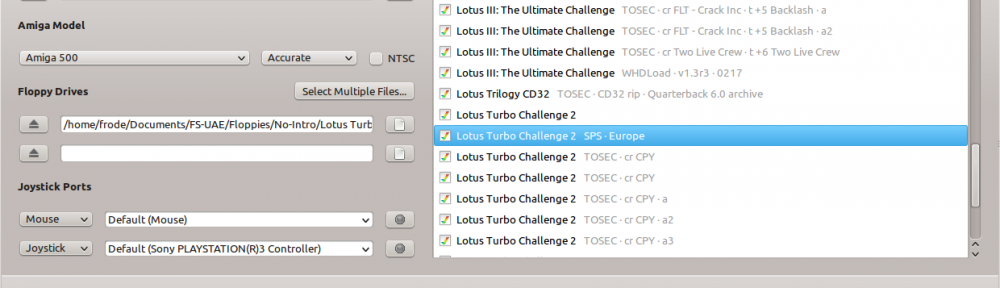 Amiga Model
Amiga 500
Accurate
NTSC
Floppy Drives
Select Multiple Files...
/home/frode/Documents/FS-UAE/Floppies/No-Intro/Lotus Turb
Joystick Ports
Mouse
Default (Mouse)
Joystick
Default (Sony PLAYSTATION(R)3 Controller)
Lotus III: The Ultimate Challenge TOSEC · cr FLT - Crack Inc · t +5 Backlash · a
Lotus III: The Ultimate Challenge TOSEC · cr FLT - Crack Inc · t +5 Backlash · a2
Lotus III: The Ultimate Challenge TOSEC · cr Two Live Crew · t +6 Two Live Crew
Lotus III: The Ultimate Challenge WHDLoad · v1.3r3 · 0217
Lotus Trilogy CD32 TOSEC · CD32 rip · Quarterback 6.0 archive
Lotus Turbo Challenge 2
Lotus Turbo Challenge 2 SPS · Europe
Lotus Turbo Challenge 2 TOSEC · cr CPY
Lotus Turbo Challenge 2 TOSEC · cr CPY
Lotus Turbo Challenge 2 TOSEC · cr CPY · a
Lotus Turbo Challenge 2 TOSEC · cr CPY · a2
Lotus Turbo Challenge 2 TOSEC · cr CPY · a3